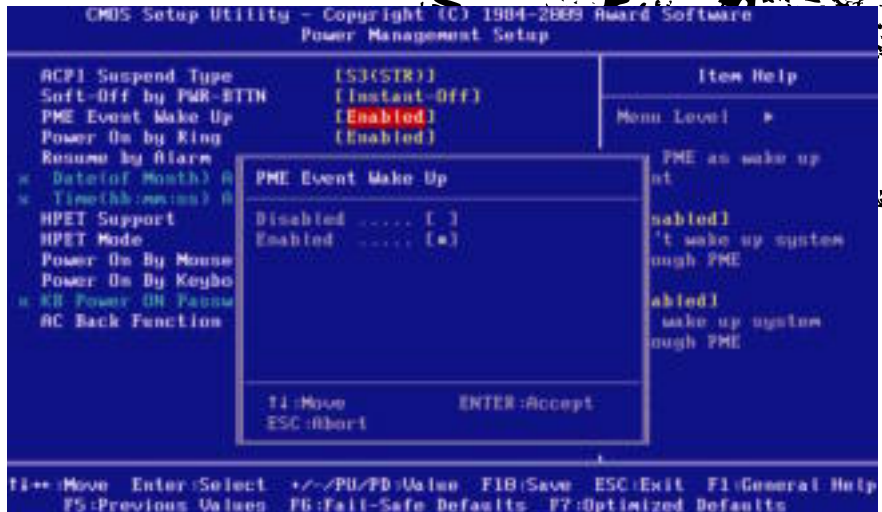 CMOS Setup Utility - Copyright (C) 1984-2009 Award Software
Power Management Setup
ACPI Suspend Type [S3(STR)]
Soft-Off by PWR-BTTN [Instant-Off]
PME Event Wake Up [Enabled]
Power On by Ring [Enabled]
Resume by Alarm
x Date(of Month) A
x Time(hh:mm:ss) A
HPET Support
HPET Mode
Power On By Mouse
Power On By Keybo
x KB Power ON Passw
AC Back Function
PME Event Wake Up
Disabled ..... [ ]
Enabled ..... [■]
↑↓:Move ENTER:Accept
ESC:Abort
Item Help
Menu Level ▶
PME as wake up
nt
sabled]
't wake up system
ough PME
abled]
wake up system
ough PME
↑↓→←:Move Enter:Select +/-/PU/PD:Value F10:Save ESC:Exit F1:General Help
F5:Previous Values F6:Fail-Safe Defaults F7:Optimized Defaults